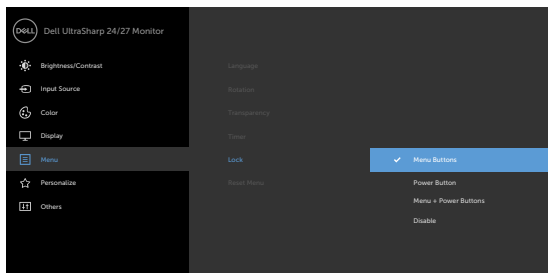 DELL Dell UltraSharp 24/27 Monitor
Brightness/Contrast
Language
Input Source
Rotation
Color
Transparency
Display
Timer
Menu
Lock
Menu Buttons
Personalize
Reset Menu
Power Button
Others
Menu + Power Buttons
Disable